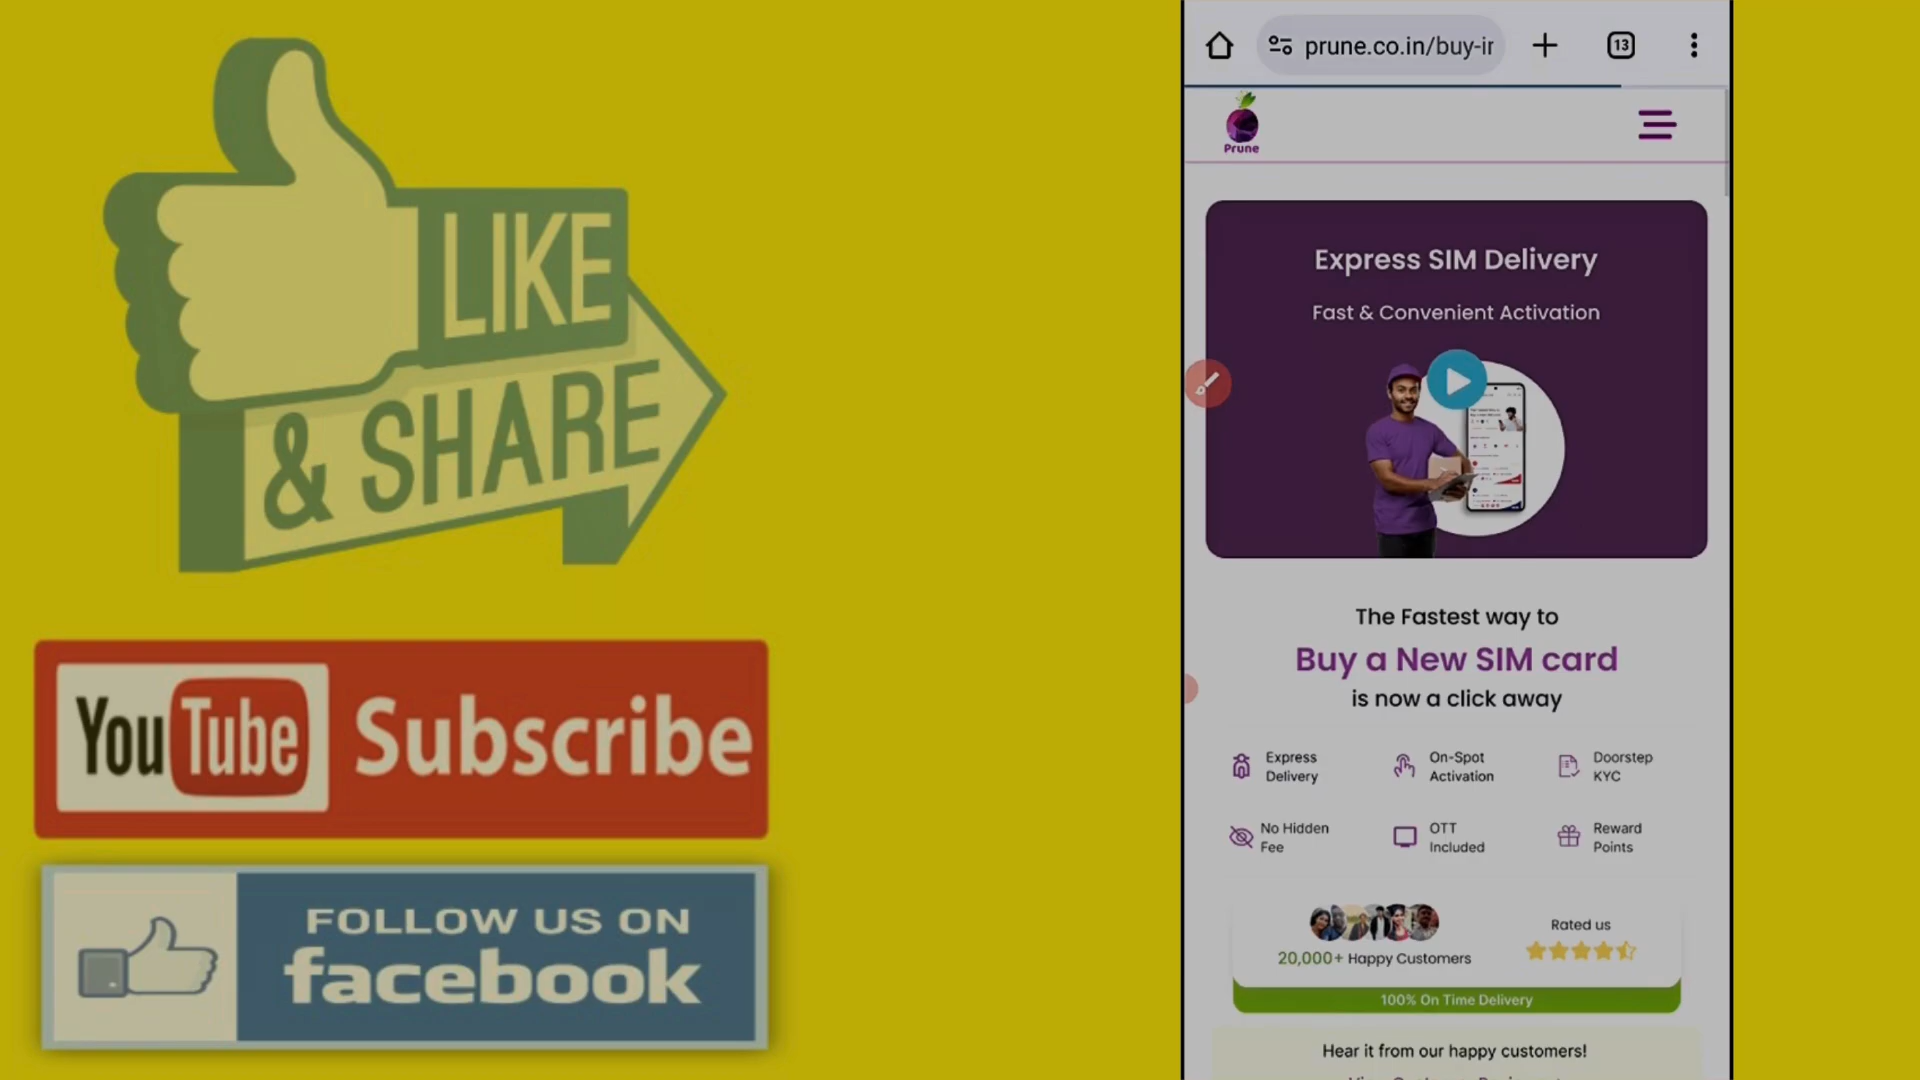 LIKE
& SHARE
YouTube Subscribe
FOLLOW US ON
facebook
prune.co.in/buy-ir
13
Prune
Express SIM Delivery
Fast & Convenient Activation
The Fastest way to
Buy a New SIM card
is now a click away
Express
Delivery
On-Spot
Activation
Doorstep
KYC
No Hidden
Fee
OTT
Included
Reward
Points
20,000+ Happy Customers
Rated us
100% On Time Delivery
Hear it from our happy customers!